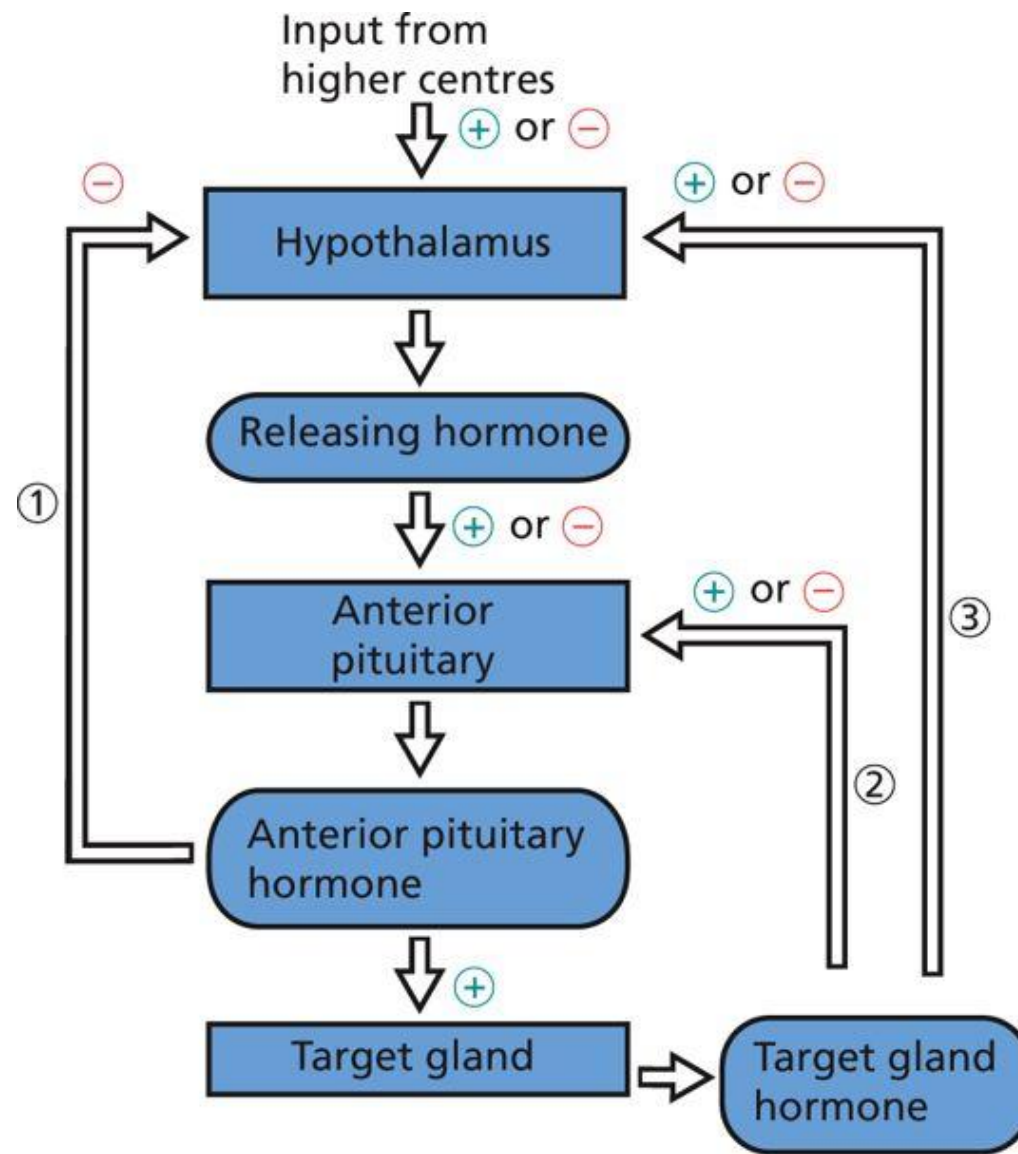 Input from
higher centres
+ or −
−
+ or −
Hypothalamus
Releasing hormone
①
+ or −
+ or −
Anterior
pituitary
③
②
Anterior pituitary
hormone
+
Target gland
Target gland
hormone